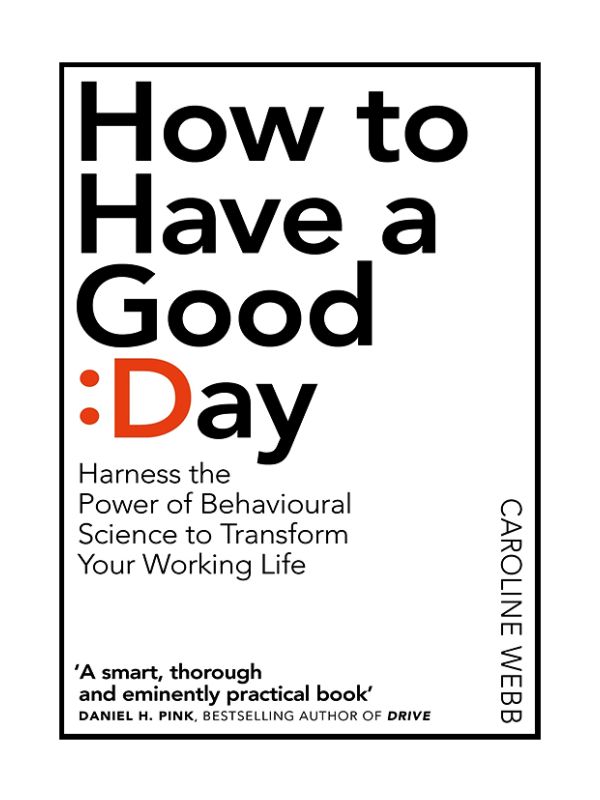 How to
Have a
Good
:Day
Harness the
Power of Behavioural
Science to Transform
Your Working Life
CAROLINE WEBB
‘A smart, thorough
and eminently practical book’
DANIEL H. PINK, BESTSELLING AUTHOR OF DRIVE